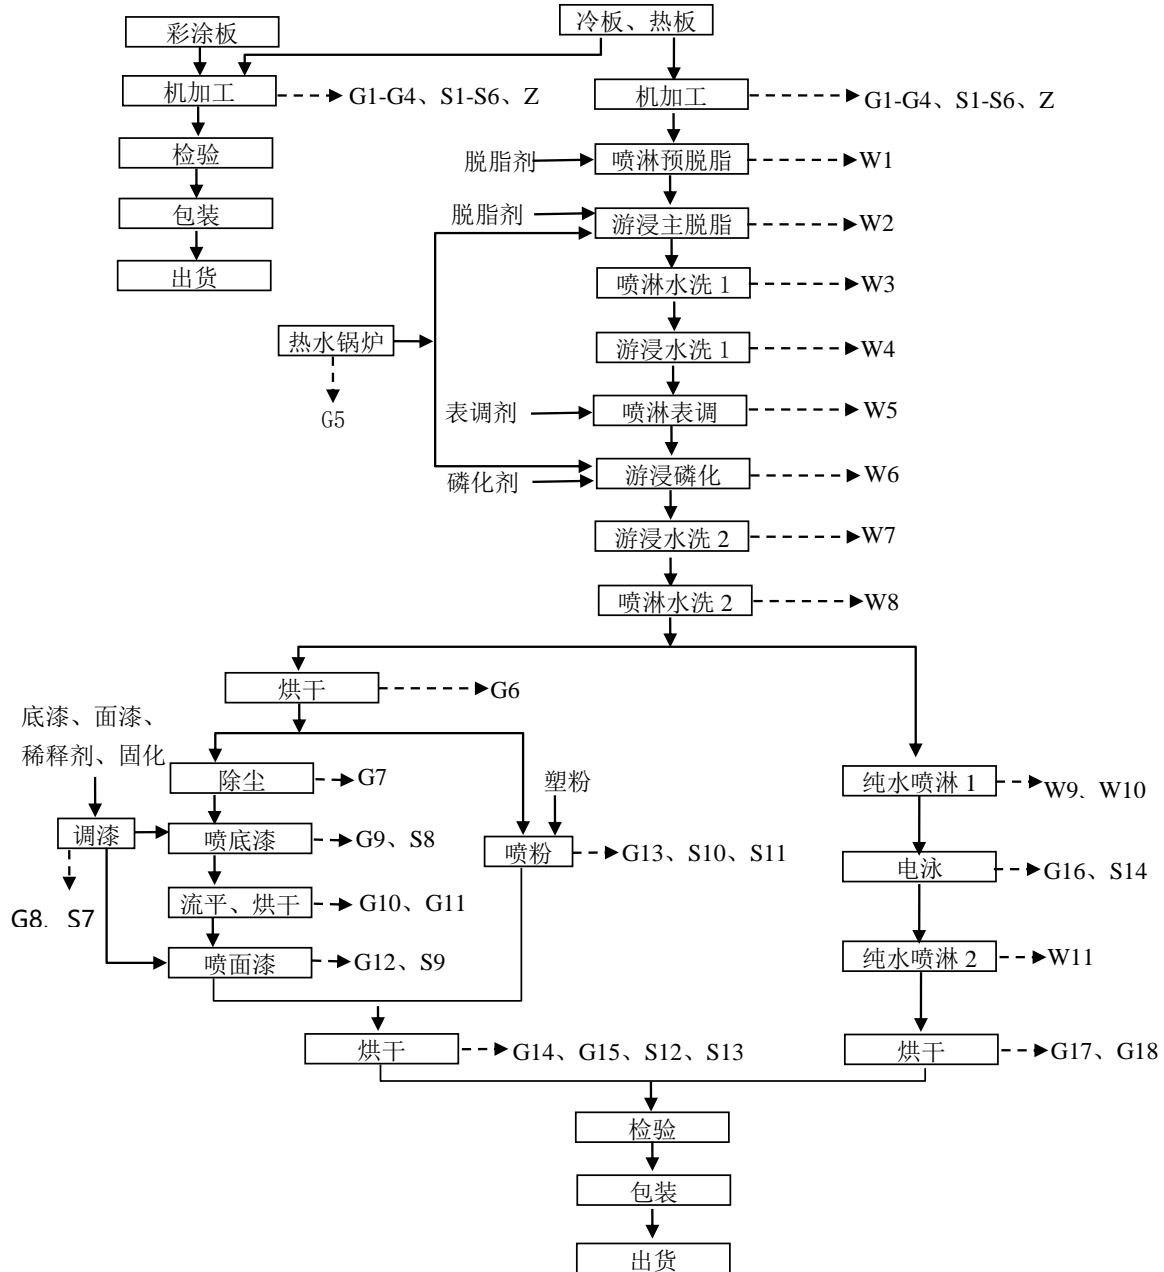 彩涂板
冷板、热板
机加工
G1-G4、S1-S6、Z
机加工
G1-G4、S1-S6、Z
检验
脱脂剂
喷淋预脱脂
W1
包装
脱脂剂
游浸主脱脂
W2
出货
喷淋水洗 1
W3
热水锅炉
游浸水洗 1
W4
G5
表调剂
喷淋表调
W5
磷化剂
游浸磷化
W6
游浸水洗 2
W7
喷淋水洗 2
W8
烘干
G6
底漆、面漆、
稀释剂、固化
除尘
G7
塑粉
纯水喷淋 1
W9、W10
调漆
喷底漆
G9、S8
喷粉
G13、S10、S11
电泳
G16、S14
G8、S7
流平、烘干
G10、G11
喷面漆
G12、S9
纯水喷淋 2
W11
烘干
G14、G15、S12、S13
烘干
G17、G18
检验
包装
出货